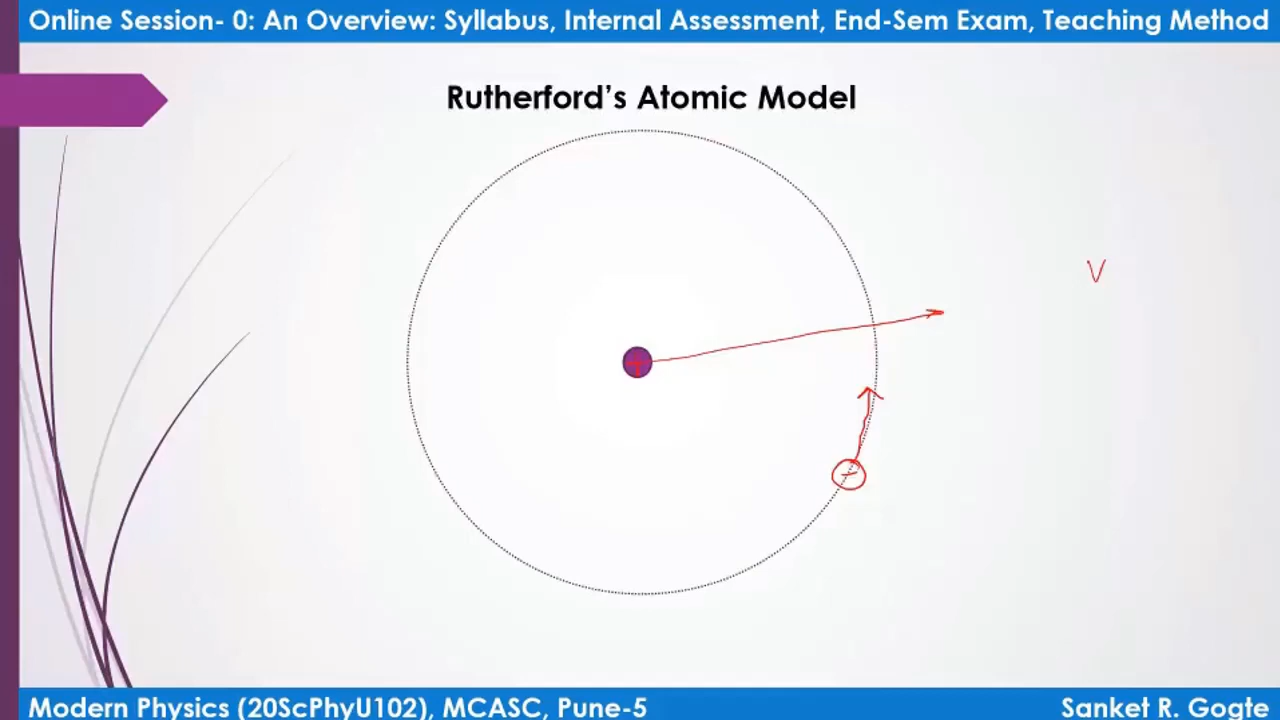 Online Session- 0: An Overview: Syllabus, Internal Assessment, End-Sem Exam, Teaching Method
Rutherford's Atomic Model
V
+
-
Modern Physics (20ScPhyU102), MCASC, Pune-5
Sanket R. Gogte